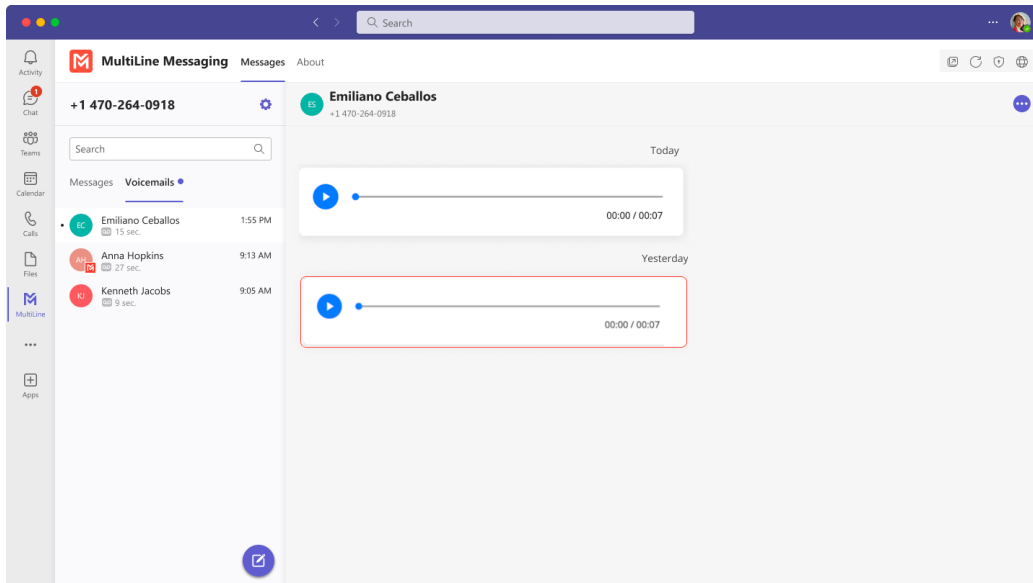 Search
Activity
1
Chat
Teams
Calendar
Calls
Files
MultiLine
Apps
MultiLine Messaging
Messages
About
+1 470-264-0918
Search
Messages
Voicemails
EC
Emiliano Ceballos
1:55 PM
15 sec.
AH
Anna Hopkins
9:13 AM
27 sec.
KJ
Kenneth Jacobs
9:05 AM
9 sec.
ES
Emiliano Ceballos
+1 470-264-0918
Today
00:00 / 00:07
Yesterday
00:00 / 00:07